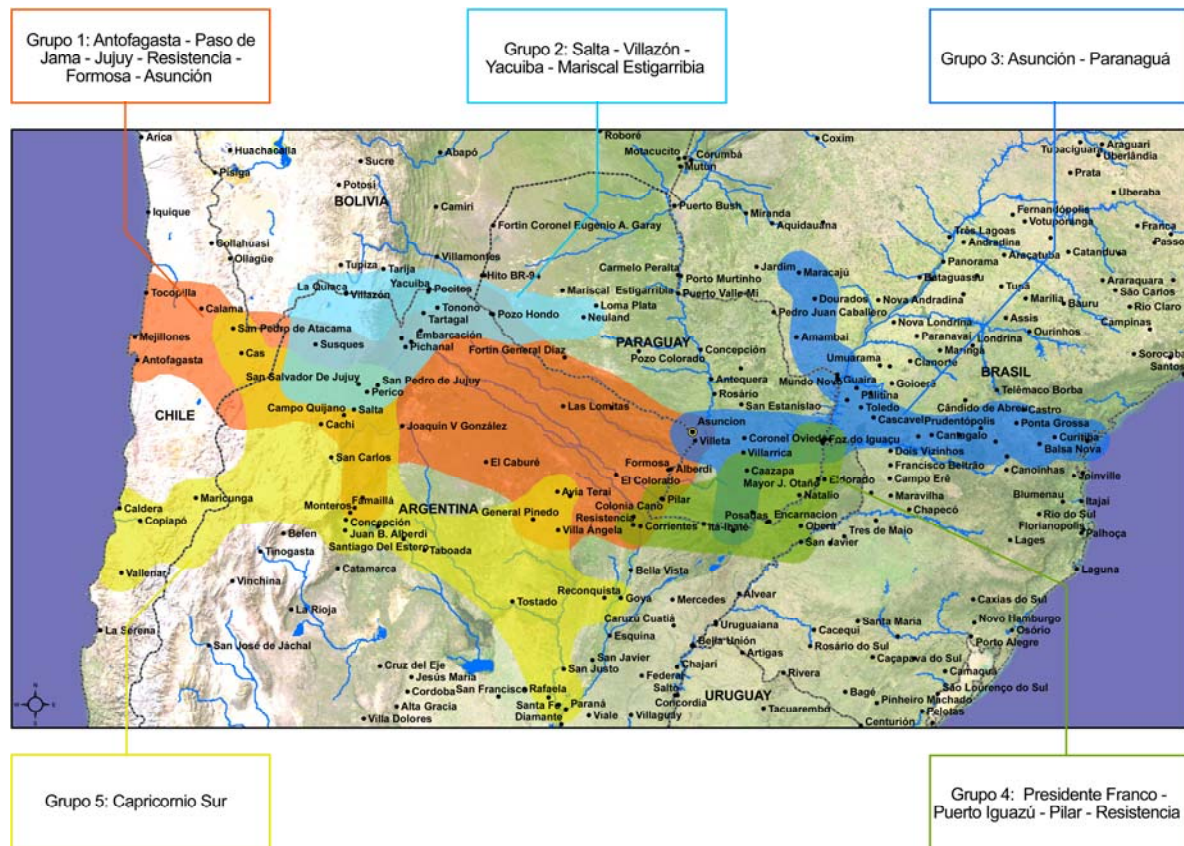 Grupo 1: Antofagasta - Paso de
Jama - Jujuy - Resistencia -
Formosa - Asunción
Grupo 2: Salta - Villazón -
Yacuiba - Mariscal Estigarribia
Grupo 3: Asunción - Paranaguá
Arica
Huachacalla
Pisiga
Sucre
Abapó
Roboré
Motacucito
Corumbá
Mutún
Coxim
Tupaciguara
Araguari
Uberlândia
Prata
Potosí
BOLIVIA
Camiri
Puerto Bush
Miranda
Aquidauana
Uberaba
Iquique
Fortín Coronel Eugenio A. Garay
Fernandópolis
Votuporanga
Três Lagoas
Andradina
Franca
Passo
Collahuasi
Ollagüe
Villamontes
Araçatuba
Catanduva
Tupiza
Tarija
Hito BR-9
Carmelo Peralta
Porto Murtinho
Jardim
Maracajú
Panorama
Bataguassu
Araraquara
São Carlos
Tocopilla
La Quiaca
Villazón
Yacuiba
Pocitos
Mariscal Estigarribia
Puerto Valle-Mi
Dourados
Nova Andradina
Tupã
Marília
Bauru
Rio Claro
Calama
Tonono
Tartagal
Pozo Hondo
Loma Plata
Neuland
Pedro Juan Caballero
Nova Londrina
Assis
Ourinhos
Campinas
Mejillones
San Pedro de Atacama
Susques
Embarcación
Pichanal
PARAGUAY
Amambai
Paranavaí
Londrina
Maringá
Antofagasta
Cas
Fortín General Díaz
Pozo Colorado
Concepción
Umuarama
Cianorte
BRASIL
Sorocaba
Santos
San Salvador De Jujuy
San Pedro de Jujuy
Perico
Antequera
Rosário
Mundo Novo
Guaíra
Goioerê
Palitina
Telêmaco Borba
CHILE
Campo Quijano
Salta
Cachi
Las Lomitas
San Estanislao
Toledo
Cascavel
Cândido de Abreu
Castro
Prudentópolis
Ponta Grossa
Joaquín V González
Asuncion
Villeta
Coronel Oviedo
Foz do Iguaçu
Cantagalo
Curitiba
Balsa Nova
San Carlos
El Caburé
Formosa
Alberdi
Villarrica
Dois Vizinhos
Caazapa
Francisco Beltrão
Canoinhas
Joinville
El Colorado
Mayor J. Otaño
Eldorado
Campo Erê
Maricunga
Famaillá
Monteros
ARGENTINA
Avia Terai
Colonia Cano
Pilar
Natalio
Maravilha
Blumenau
Itajaí
Caldera
Copiapó
General Pinedo
Resistencia
Corrientes
Itá-Ibaté
Posadas
Encarnacion
Oberá
Chapecó
Rio do Sul
Florianopolis
Concepción
Juan B. Alberdi
Villa Ángela
San Javier
Tres de Maio
Lages
Palhoça
Belen
Tinogasta
Santiago Del Estero
Taboada
Vallenar
Vinchina
Catamarca
Bella Vista
Laguna
Reconquista
Goya
Mercedes
Alvear
Tostado
La Rioja
Caruzú Cuatiá
Uruguaiana
Santa Maria
Cacequi
Caxias do Sul
Novo Hamburgo
Osório
La Serena
San José de Jáchal
Esquina
Bella Unión
Artigas
Rosário do Sul
Porto Alegre
Cruz del Eje
Jesús María
San Javier
San Justo
Chajarí
Federal
Rivera
Caçapava do Sul
Camaquã
Cordoba
San Francisco
Rafaela
Salto
Concordia
URUGUAY
Bagé
São Lourenço do Sul
Pinheiro Machado
Alta Gracia
Santa Fe
Paraná
Tacuarembó
Pelotas
Villa Dolores
Diamante
Viale
Villaguay
Centurión
Grupo 5: Capricornio Sur
Grupo 4: Presidente Franco -
Puerto Iguazú - Pilar - Resistencia